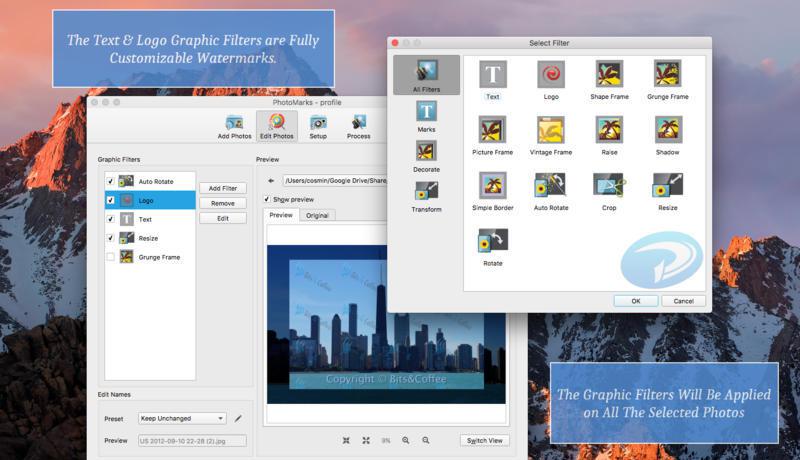 The Text & Logo Graphic Filters are Fully
Customizable Watermarks.
Select Filter
All Filters
Marks
Decorate
Transform
Text
Logo
Shape Frame
Grunge Frame
Picture Frame
Vintage Frame
Raise
Shadow
Simple Border
Auto Rotate
Crop
Resize
Rotate
OK
Cancel
PhotoMarks - profile
Add Photos
Edit Photos
Setup
Process
Graphic Filters
Auto Rotate
Logo
Text
Resize
Grunge Frame
Add Filter
Remove
Edit
Preview
/Users/cosmin/Google Drive/Share
Show preview
Preview
Original
Bits & Coffee
Copyright © Bits&Coffee
Edit Names
Preset
Keep Unchanged
Preview
US 2012-09-10 22-28 (2).jpg
9%
Switch View
The Graphic Filters Will Be Applied
on All The Selected Photos